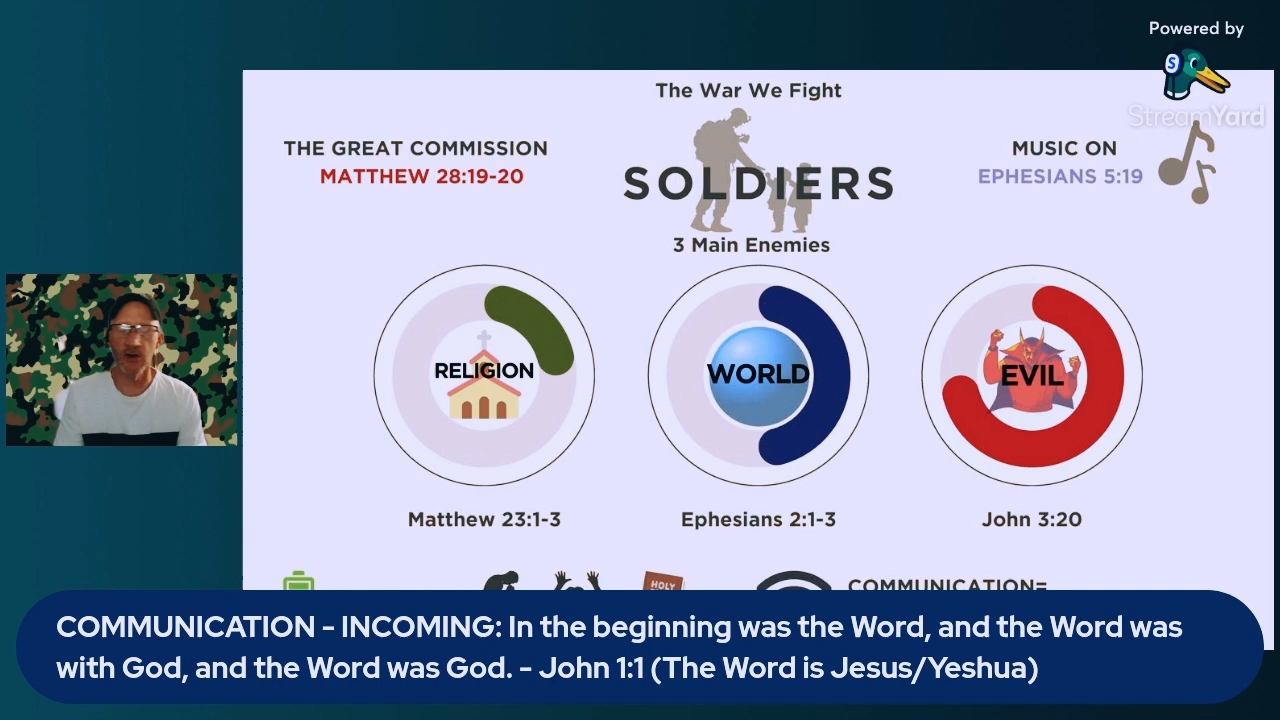 Powered by
StreamYard
The War We Fight
THE GREAT COMMISSION
MATTHEW 28:19-20
SOLDIERS
MUSIC ON
EPHESIANS 5:19
3 Main Enemies
RELIGION
WORLD
EVIL
Matthew 23:1-3
Ephesians 2:1-3
John 3:20
HOLY
COMMUNICATION=
COMMUNICATION - INCOMING: In the beginning was the Word, and the Word was
with God, and the Word was God. - John 1:1 (The Word is Jesus/Yeshua)